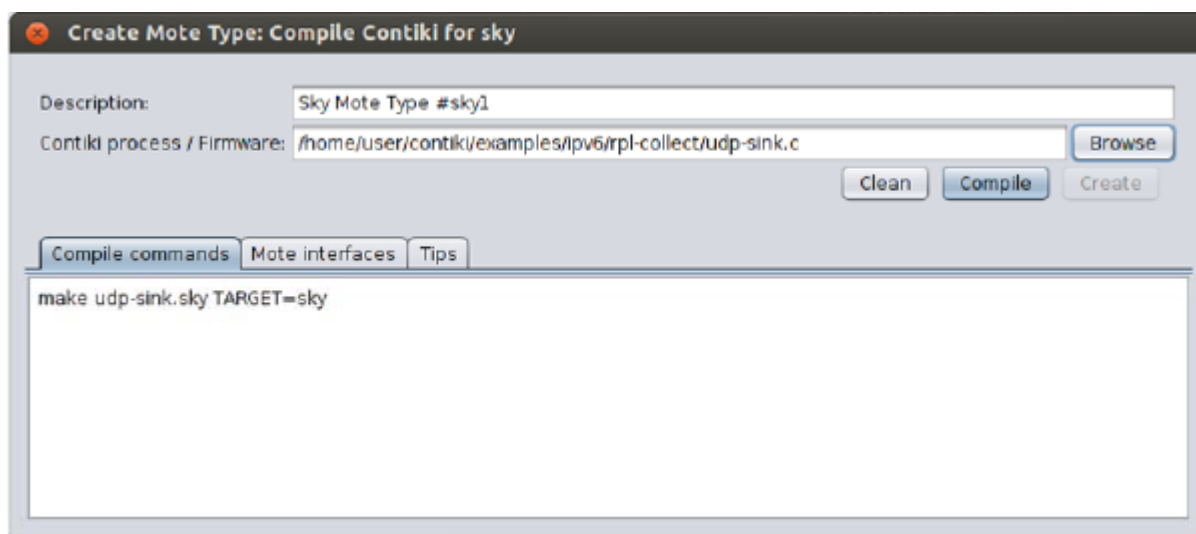 Create Mote Type: Compile Contiki for sky
Description: Sky Mote Type #sky1
Contiki process / Firmware: /home/user/contiki/examples/ipv6/rpl-collect/udp-sink.c Browse
Clean Compile Create
Compile commands Mote interfaces Tips
make udp-sink.sky TARGET=sky